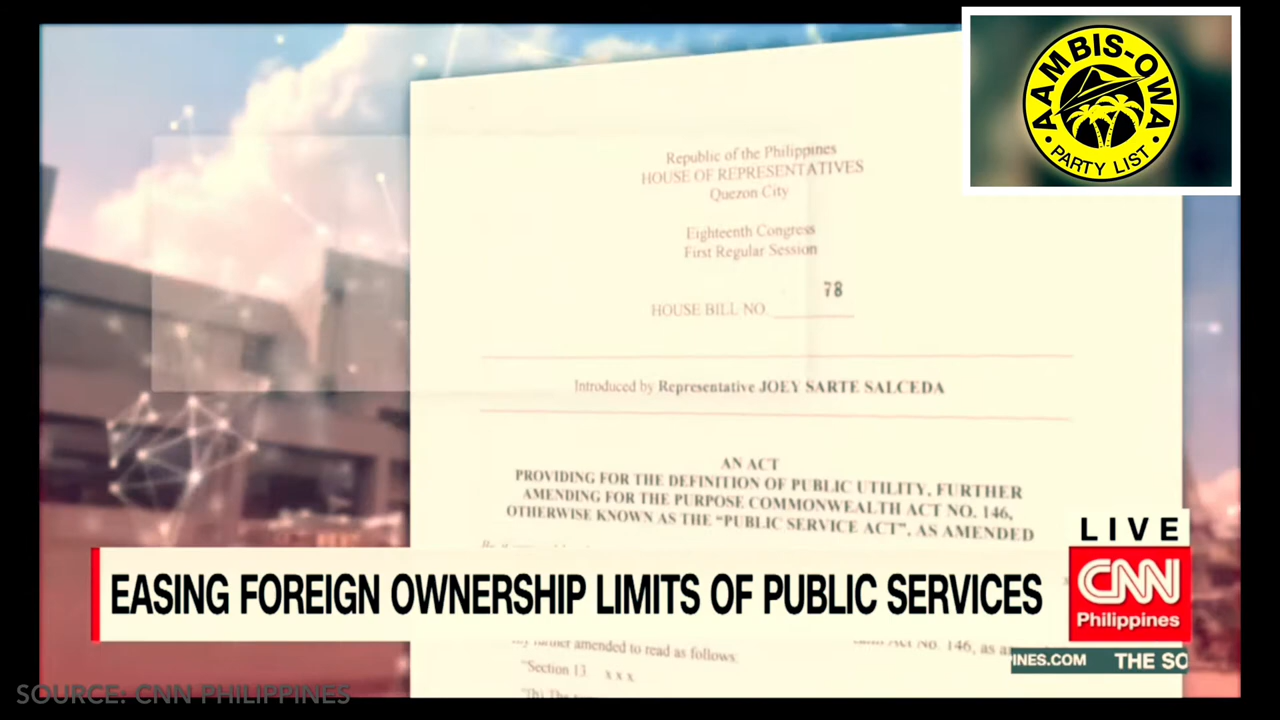 AAMBIS-OWA
• PARTY LIST •
Republic of the Philippines
HOUSE OF REPRESENTATIVES
Quezon City
Eighteenth Congress
First Regular Session
78
HOUSE BILL NO.
Introduced by Representative JOEY SARTE SALCEDA
AN ACT
PROVIDING FOR THE DEFINITION OF PUBLIC UTILITY, FURTHER
AMENDING FOR THE PURPOSE COMMONWEALTH ACT NO. 146,
OTHERWISE KNOWN AS THE "PUBLIC SERVICE ACT", AS AMENDED
LIVE
EASING FOREIGN OWNERSHIP LIMITS OF PUBLIC SERVICES
CNN
Philippines
further amended to read as follows:
Act No. 146, as a
INES.COM THE SO
"Section 13 x x x
SOURCE: CNN PHILIPPINES